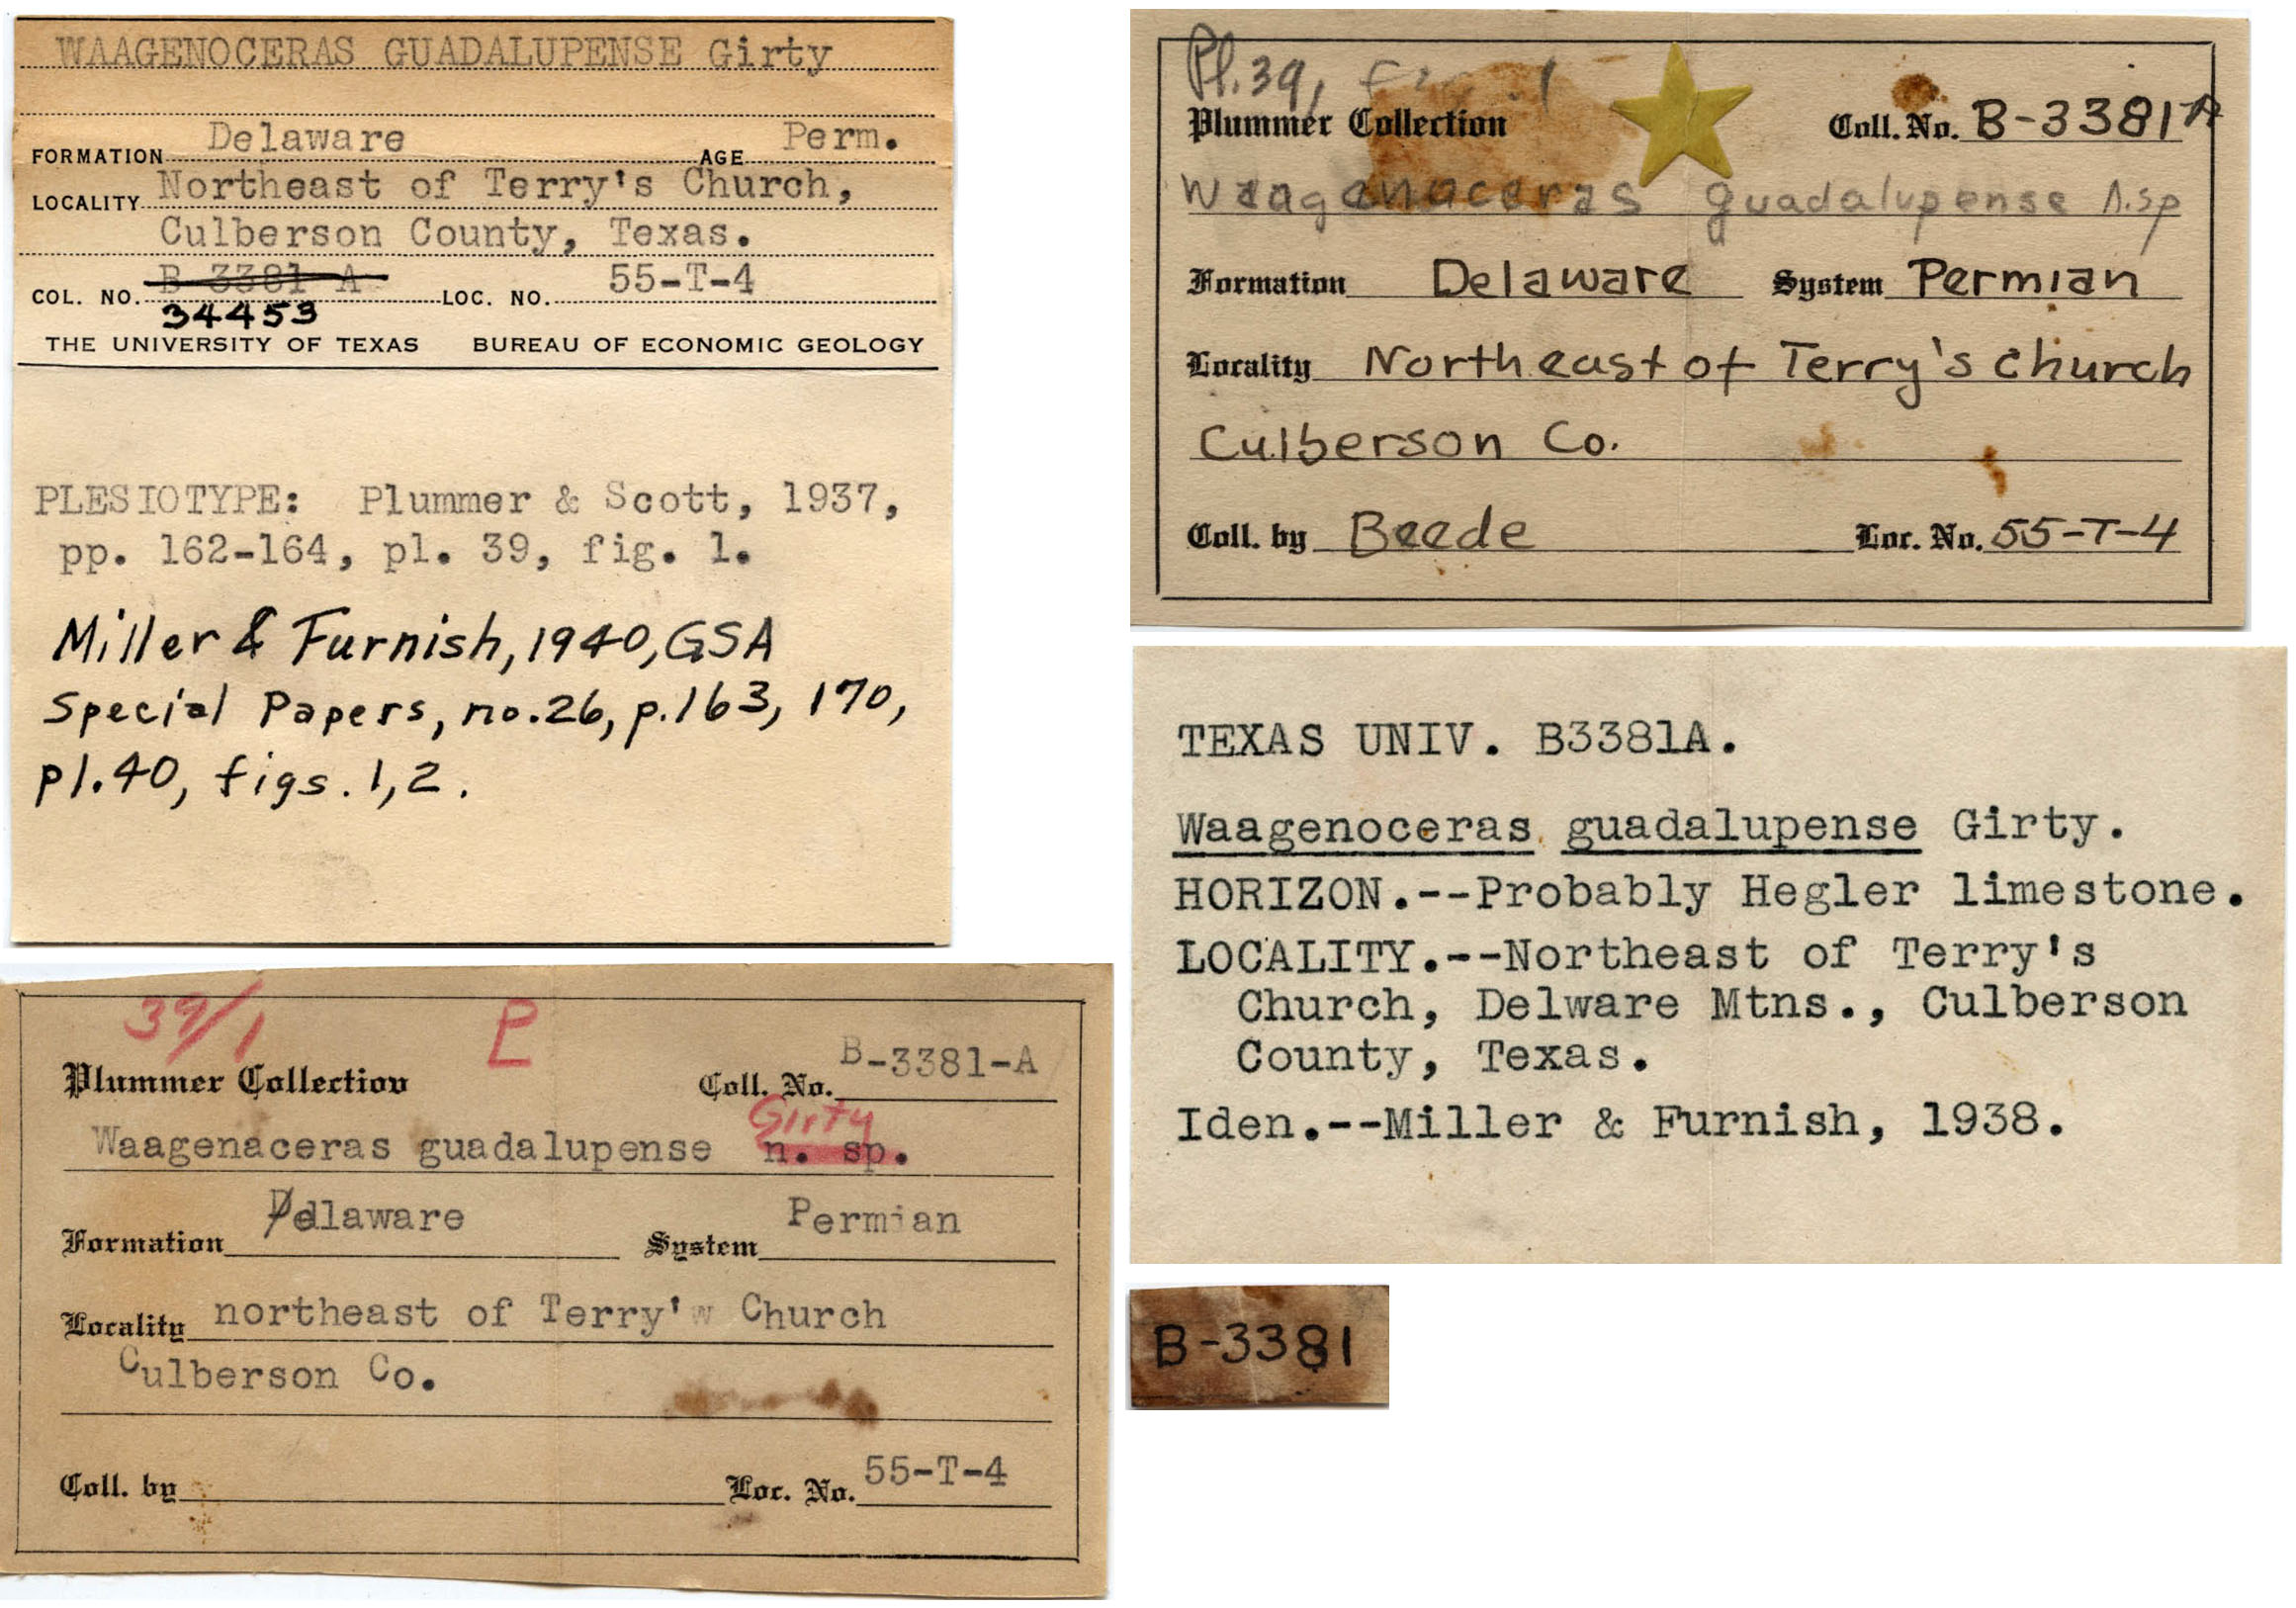 WAAGENOCERAS GUADALUPENSE Girty
FORMATION Delaware AGE Perm.
LOCALITY Northeast of Terry's Church,
Culberson County, Texas.
COL. NO. B 3381 A LOC. NO. 55-T-4
34453
THE UNIVERSITY OF TEXAS BUREAU OF ECONOMIC GEOLOGY
PLESIOTYPE: Plummer & Scott, 1937,
pp. 162-164, pl. 39, fig. 1.
Miller & Furnish, 1940, GSA
Special Papers, no. 26, p. 163, 170,
pl. 40, figs. 1, 2.
Pl. 39, 1
Plummer Collection Coll. No. B-3381 A
Waagenaceras guadalupense n.sp
Formation Delaware System Permian
Locality Northeast of Terry's church
Culberson Co.
Coll. by Beede Loc. No. 55-T-4
TEXAS UNIV. B3381A.
Waagenoceras guadalupense Girty.
HORIZON.--Probably Hegler limestone.
LOCALITY.--Northeast of Terry's
Church, Delware Mtns., Culberson
County, Texas.
Iden.--Miller & Furnish, 1938.
39/1 P
Plummer Collection Coll. No. B-3381-A
Girty
Waagenaceras guadalupense n. sp.
Formation Delaware System Permian
Locality northeast of Terry'w Church
Culberson Co.
Coll. by Loc. No. 55-T-4
B-3381